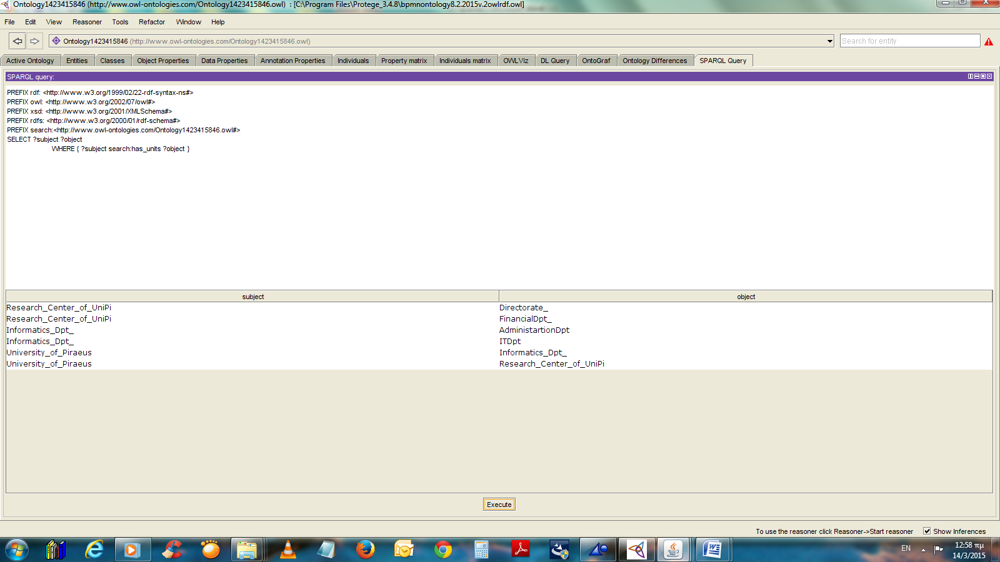 Ontology1423415846 (http://www.owl-ontologies.com/Ontology1423415846.owl)  : [C:\Program Files\Protege_3.4.8\bpmnontology8.2.2015v.2owlrdf.owl]
File Edit View Reasoner Tools Refactor Window Help
Ontology1423415846 (http://www.owl-ontologies.com/Ontology1423415846.owl) Search for entity
Active Ontology Entities Classes Object Properties Data Properties Annotation Properties Individuals Property matrix Individuals matrix OWLViz DL Query OntoGraf Ontology Differences SPARQL Query
SPARQL query:
PREFIX rdf: <http://www.w3.org/1999/02/22-rdf-syntax-ns#>
PREFIX owl: <http://www.w3.org/2002/07/owl#>
PREFIX xsd: <http://www.w3.org/2001/XMLSchema#>
PREFIX rdfs: <http://www.w3.org/2000/01/rdf-schema#>
PREFIX search:<http://www.owl-ontologies.com/Ontology1423415846.owl#>
SELECT ?subject ?object
WHERE { ?subject search:has_units ?object }
subject object
Research_Center_of_UniPi Directorate_
Research_Center_of_UniPi FinancialDpt_
Informatics_Dpt_ AdministartionDpt
Informatics_Dpt_ ITDpt
University_of_Piraeus Informatics_Dpt_
University_of_Piraeus Research_Center_of_UniPi
Execute
To use the reasoner click Reasoner->Start reasoner Show Inferences
EN 12:58 πμ
14/3/2015